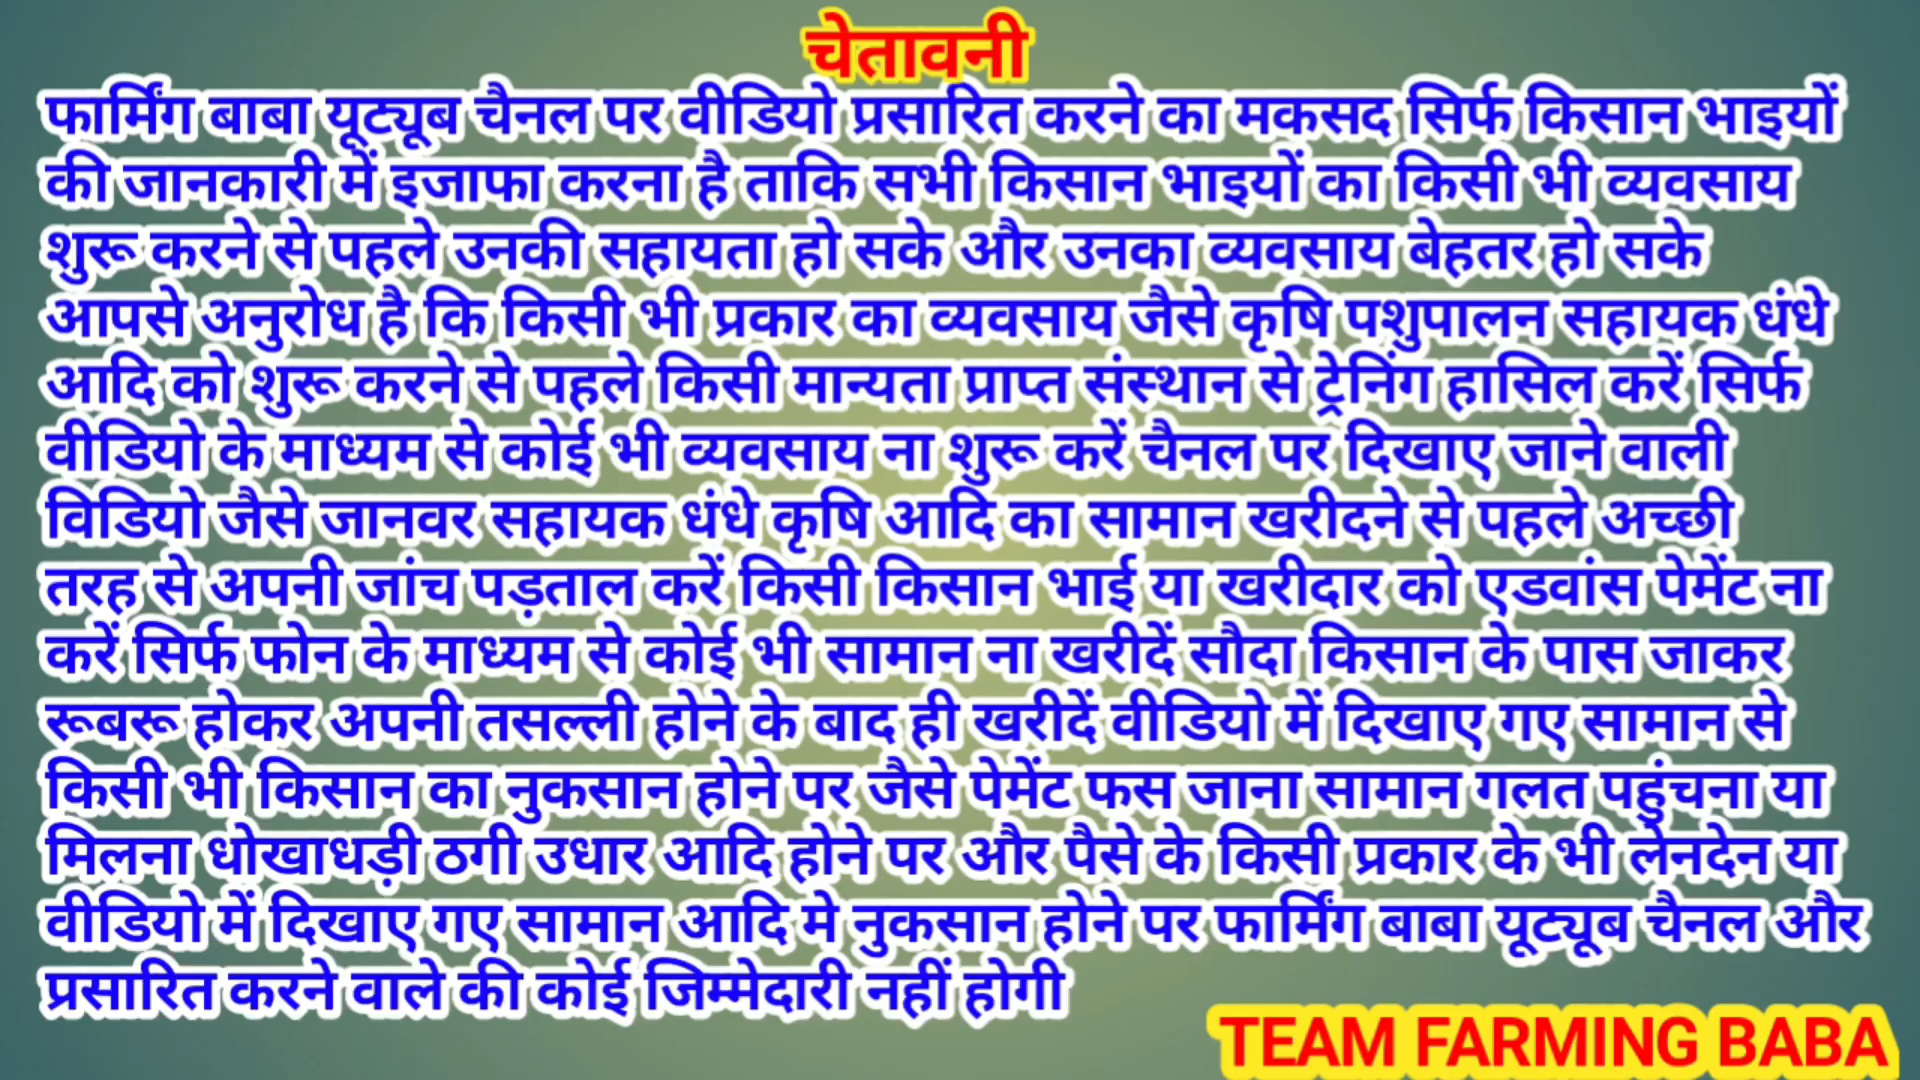 चेतावनी
फार्मिंग बाबा यूट्यूब चैनल पर वीडियो प्रसारित करने का मकसद सिर्फ किसान भाइयों
की जानकारी में इजाफा करना है ताकि सभी किसान भाइयों का किसी भी व्यवसाय
शुरू करने से पहले उनकी सहायता हो सके और उनका व्यवसाय बेहतर हो सके
आपसे अनुरोध है कि किसी भी प्रकार का व्यवसाय जैसे कृषि पशुपालन सहायक धंधे
आदि को शुरू करने से पहले किसी मान्यता प्राप्त संस्थान से ट्रेनिंग हासिल करें सिर्फ
वीडियो के माध्यम से कोई भी व्यवसाय ना शुरू करें चैनल पर दिखाए जाने वाली
विडियो जैसे जानवर सहायक धंधे कृषि आदि का सामान खरीदने से पहले अच्छी
तरह से अपनी जांच पड़ताल करें किसी किसान भाई या खरीदार को एडवांस पेमेंट ना
करें सिर्फ फोन के माध्यम से कोई भी सामान ना खरीदें सौदा किसान के पास जाकर
रूबरू होकर अपनी तसल्ली होने के बाद ही खरीदें वीडियो में दिखाए गए सामान से
किसी भी किसान का नुकसान होने पर जैसे पेमेंट फस जाना सामान गलत पहुंचना या
मिलना धोखाधड़ी ठगी उधार आदि होने पर और पैसे के किसी प्रकार के भी लेनदेन या
वीडियो में दिखाए गए सामान आदि मे नुकसान होने पर फार्मिंग बाबा यूट्यूब चैनल और
प्रसारित करने वाले की कोई जिम्मेदारी नहीं होगी
TEAM FARMING BABA